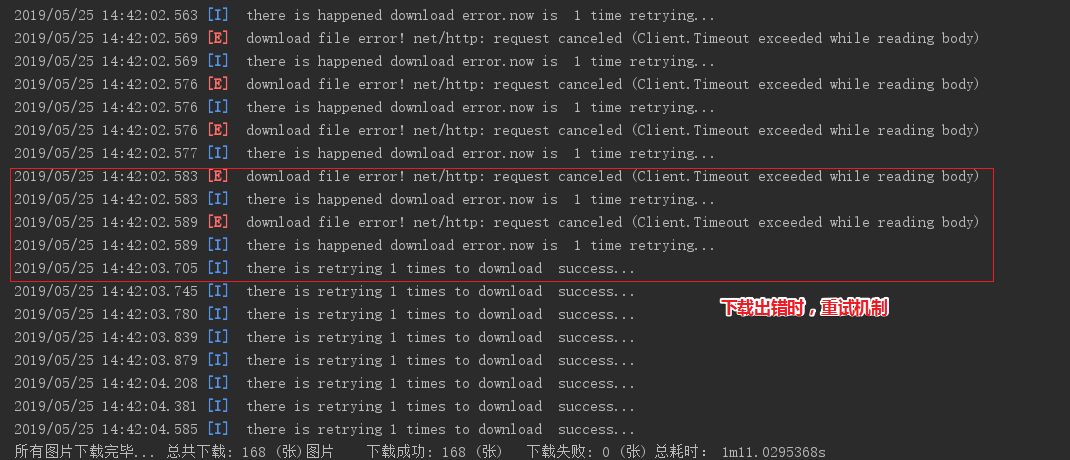 2019/05/25 14:42:02.563 [I]  there is happened download error.now is  1 time retrying...
2019/05/25 14:42:02.569 [E]  download file error! net/http: request canceled (Client.Timeout exceeded while reading body)
2019/05/25 14:42:02.569 [I]  there is happened download error.now is  1 time retrying...
2019/05/25 14:42:02.576 [E]  download file error! net/http: request canceled (Client.Timeout exceeded while reading body)
2019/05/25 14:42:02.576 [I]  there is happened download error.now is  1 time retrying...
2019/05/25 14:42:02.576 [E]  download file error! net/http: request canceled (Client.Timeout exceeded while reading body)
2019/05/25 14:42:02.577 [I]  there is happened download error.now is  1 time retrying...
2019/05/25 14:42:02.583 [E]  download file error! net/http: request canceled (Client.Timeout exceeded while reading body)
2019/05/25 14:42:02.583 [I]  there is happened download error.now is  1 time retrying...
2019/05/25 14:42:02.589 [E]  download file error! net/http: request canceled (Client.Timeout exceeded while reading body)
2019/05/25 14:42:02.589 [I]  there is happened download error.now is  1 time retrying...
2019/05/25 14:42:03.705 [I]  there is retrying 1 times to download  success...
2019/05/25 14:42:03.745 [I]  there is retrying 1 times to download  success...
下载出错时，重试机制
2019/05/25 14:42:03.780 [I]  there is retrying 1 times to download  success...
2019/05/25 14:42:03.839 [I]  there is retrying 1 times to download  success...
2019/05/25 14:42:03.879 [I]  there is retrying 1 times to download  success...
2019/05/25 14:42:04.208 [I]  there is retrying 1 times to download  success...
2019/05/25 14:42:04.381 [I]  there is retrying 1 times to download  success...
2019/05/25 14:42:04.585 [I]  there is retrying 1 times to download  success...
所有图片下载完毕... 总共下载: 168 (张)图片    下载成功: 168 (张)   下载失败: 0 (张) 总耗时： 1m11.0295368s